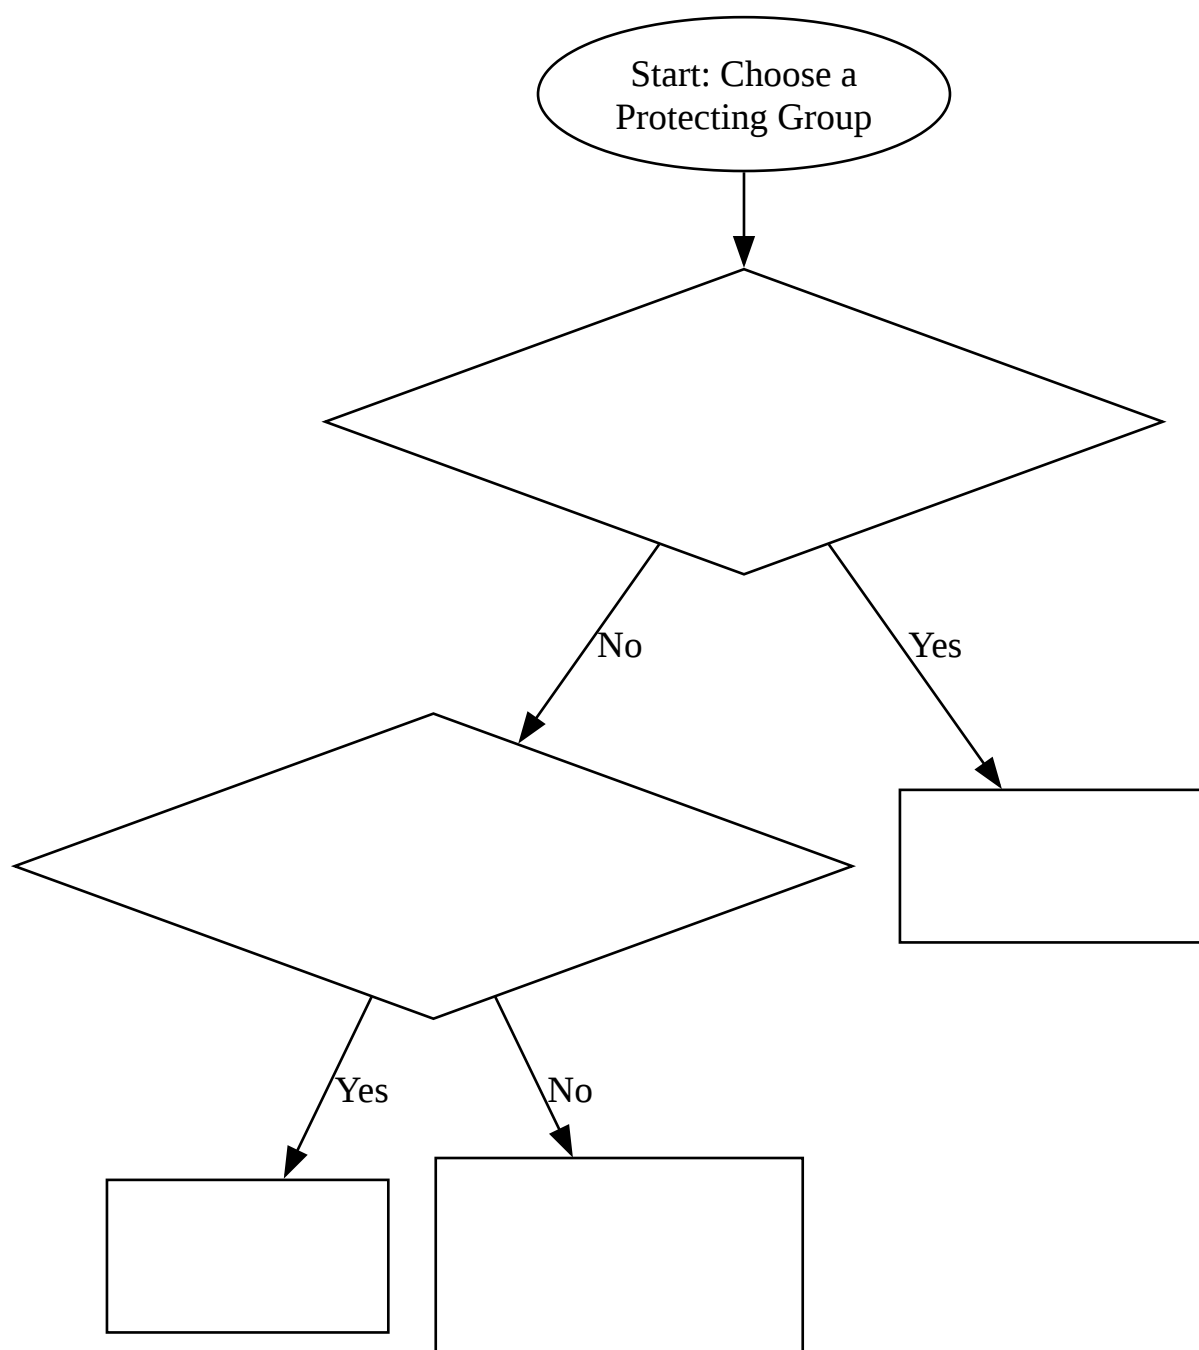 Start: Choose a
Protecting Group
No
Yes
Yes
No